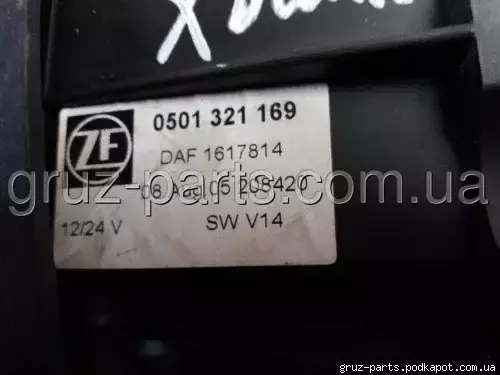 ZF
0501 321 169
DAF 1617814
08 Aug 05 208420
12/24 V
SW V14
gruz-parts.com.ua
gruz-parts.podkapot.com.ua